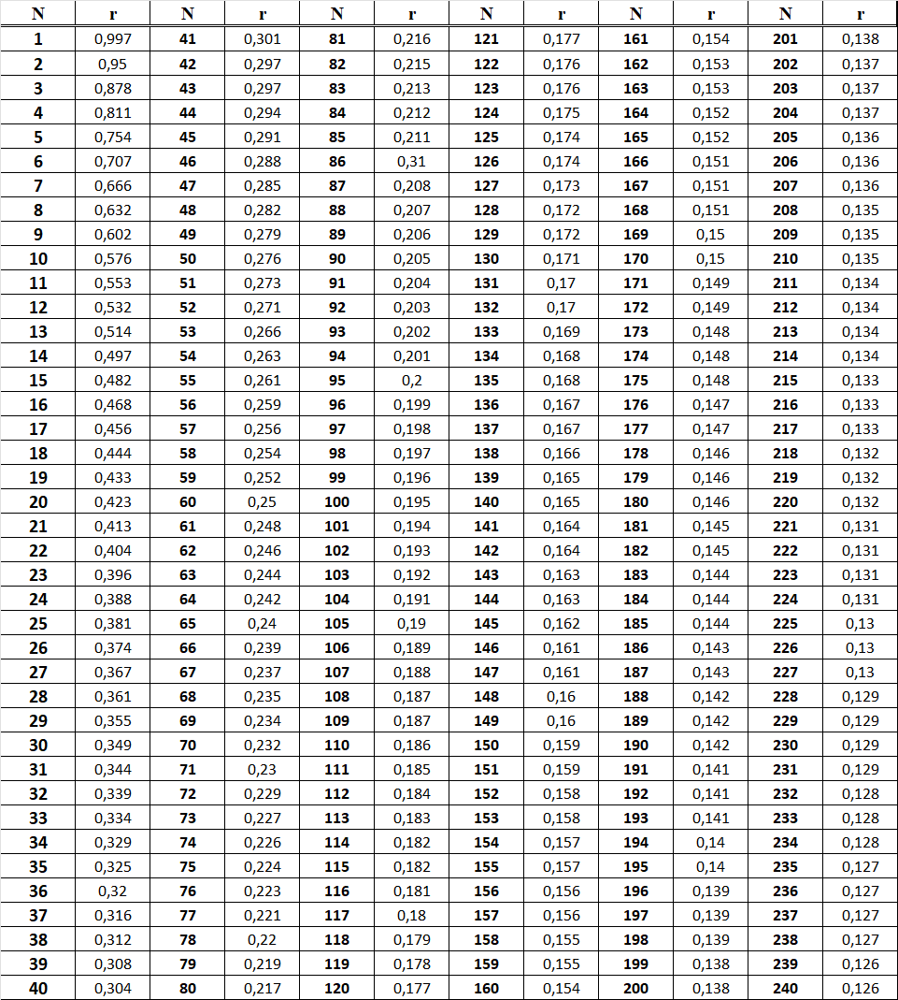 N r N r N r N r N r N r
1 0,997 41 0,301 81 0,216 121 0,177 161 0,154 201 0,138
2 0,95 42 0,297 82 0,215 122 0,176 162 0,153 202 0,137
3 0,878 43 0,297 83 0,213 123 0,176 163 0,153 203 0,137
4 0,811 44 0,294 84 0,212 124 0,175 164 0,152 204 0,137
5 0,754 45 0,291 85 0,211 125 0,174 165 0,152 205 0,136
6 0,707 46 0,288 86 0,31 126 0,174 166 0,151 206 0,136
7 0,666 47 0,285 87 0,208 127 0,173 167 0,151 207 0,136
8 0,632 48 0,282 88 0,207 128 0,172 168 0,151 208 0,135
9 0,602 49 0,279 89 0,206 129 0,172 169 0,15 209 0,135
10 0,576 50 0,276 90 0,205 130 0,171 170 0,15 210 0,135
11 0,553 51 0,273 91 0,204 131 0,17 171 0,149 211 0,134
12 0,532 52 0,271 92 0,203 132 0,17 172 0,149 212 0,134
13 0,514 53 0,266 93 0,202 133 0,169 173 0,148 213 0,134
14 0,497 54 0,263 94 0,201 134 0,168 174 0,148 214 0,134
15 0,482 55 0,261 95 0,2 135 0,168 175 0,148 215 0,133
16 0,468 56 0,259 96 0,199 136 0,167 176 0,147 216 0,133
17 0,456 57 0,256 97 0,198 137 0,167 177 0,147 217 0,133
18 0,444 58 0,254 98 0,197 138 0,166 178 0,146 218 0,132
19 0,433 59 0,252 99 0,196 139 0,165 179 0,146 219 0,132
20 0,423 60 0,25 100 0,195 140 0,165 180 0,146 220 0,132
21 0,413 61 0,248 101 0,194 141 0,164 181 0,145 221 0,131
22 0,404 62 0,246 102 0,193 142 0,164 182 0,145 222 0,131
23 0,396 63 0,244 103 0,192 143 0,163 183 0,144 223 0,131
24 0,388 64 0,242 104 0,191 144 0,163 184 0,144 224 0,131
25 0,381 65 0,24 105 0,19 145 0,162 185 0,144 225 0,13
26 0,374 66 0,239 106 0,189 146 0,161 186 0,143 226 0,13
27 0,367 67 0,237 107 0,188 147 0,161 187 0,143 227 0,13
28 0,361 68 0,235 108 0,187 148 0,16 188 0,142 228 0,129
29 0,355 69 0,234 109 0,187 149 0,16 189 0,142 229 0,129
30 0,349 70 0,232 110 0,186 150 0,159 190 0,142 230 0,129
31 0,344 71 0,23 111 0,185 151 0,159 191 0,141 231 0,129
32 0,339 72 0,229 112 0,184 152 0,158 192 0,141 232 0,128
33 0,334 73 0,227 113 0,183 153 0,158 193 0,141 233 0,128
34 0,329 74 0,226 114 0,182 154 0,157 194 0,14 234 0,128
35 0,325 75 0,224 115 0,182 155 0,157 195 0,14 235 0,127
36 0,32 76 0,223 116 0,181 156 0,156 196 0,139 236 0,127
37 0,316 77 0,221 117 0,18 157 0,156 197 0,139 237 0,127
38 0,312 78 0,22 118 0,179 158 0,155 198 0,139 238 0,127
39 0,308 79 0,219 119 0,178 159 0,155 199 0,138 239 0,126
40 0,304 80 0,217 120 0,177 160 0,154 200 0,138 240 0,126